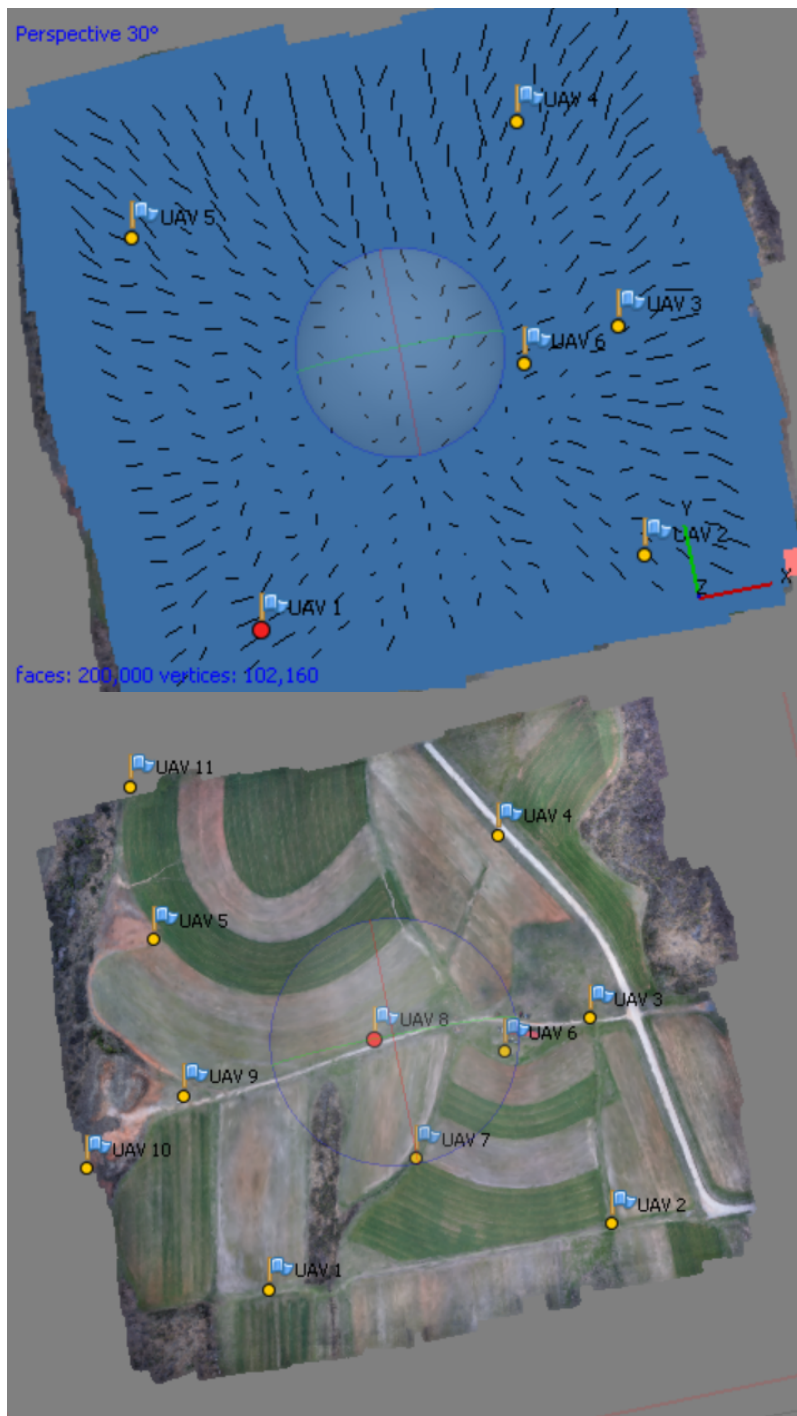 Perspective 30°
UAV 4
UAV 5
UAV 3
UAV 6
UAV 2
Y
X
Z
UAV 1
faces: 200,000 vertices: 102,160
UAV 11
UAV 4
UAV 5
UAV 3
UAV 8
UAV 6
UAV 9
UAV 7
UAV 10
UAV 2
UAV 1